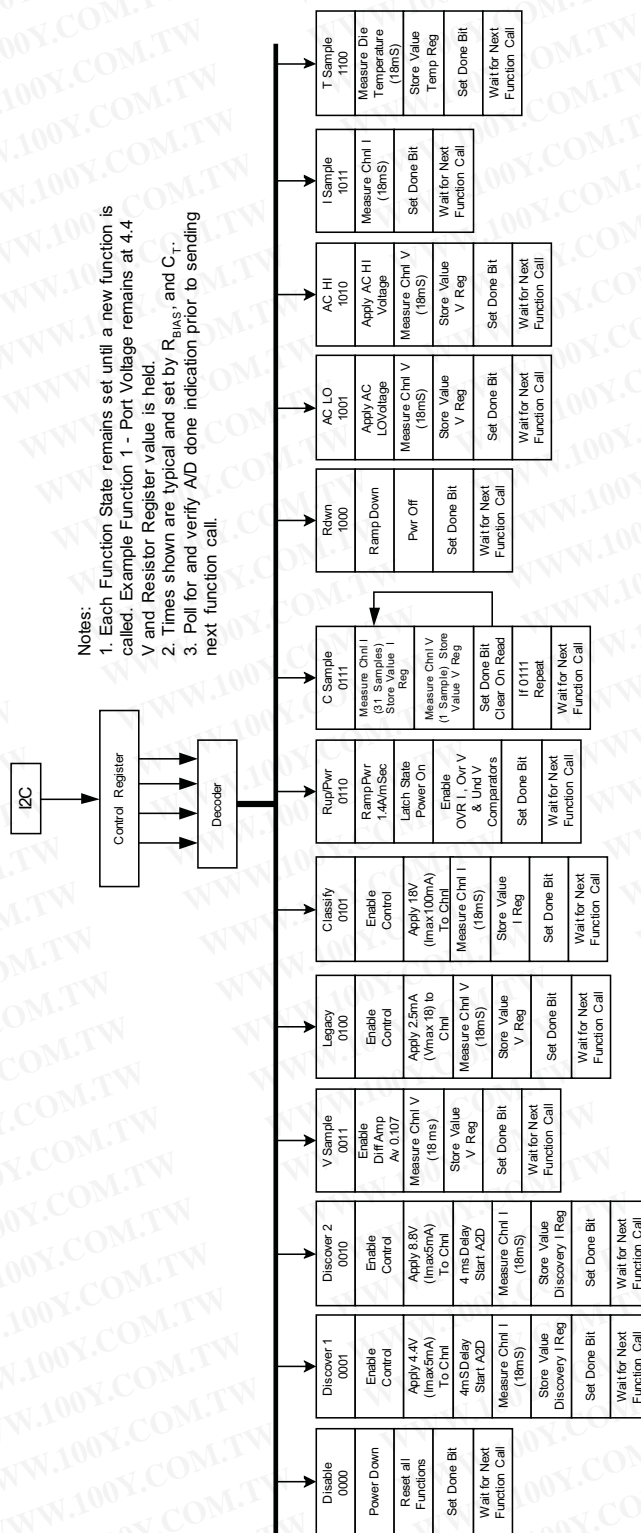 I2C
Control Register
Decoder
Notes:
1. Each Function State remains set until a new function is
called. Example Function 1 - Port Voltage remains at 4.4
V and Resistor Register value is held.
2. Times shown are typical and set by RBIAS, and CT.
3. Poll for and verify A/D done indication prior to sending
next function call.
Disable
0000
Power Down
Reset all
Functions
Set Done Bit
Wait for Next
Function Call
Discover 1
0001
Enable
Control
Apply 4.4V
(Imax5mA)
To Chnl
4mSDelay
Start A2D
Measure Chnl I
(18mS)
Store Value
Discovery I Reg
Set Done Bit
Wait for Next
Function Call
Discover 2
0010
Enable
Control
Apply 8.8V
(Imax5mA)
To Chnl
4 ms Delay
Start A2D
Measure Chnl I
(18mS)
Store Value
Discovery I Reg
Set Done Bit
Wait for Next
Function Call
V Sample
0011
Enable
Diff Amp
Av 0.107
Measure Chnl V
(18 ms)
Store Value
V Reg
Set Done Bit
Wait for Next
Function Call
Legacy
0100
Enable
Control
Apply 2.5mA
(Vmax 18) to
Chnl
Measure Chnl V
(18mS)
Store Value
V Reg
Set Done Bit
Wait for Next
Function Call
Classify
0101
Enable
Control
Apply 18V
(Imax100mA)
To Chnl
Measure Chnl I
(18mS)
Store Value
I Reg
Set Done Bit
Wait for Next
Function Call
Rup/Pwr
0110
Ramp Pwr
1.4A/mSec
Latch State
Power On
Enable
OVR I, Ovr V
& Und V
Comparators
Set Done Bit
Wait for Next
Function Call
C Sample
0111
Measure Chnl I
(31 Samples)
Store Value I
Reg
Measure Chnl V
(1 Sample) Store
Value V Reg
Set Done Bit
Clear On Read
If 0111
Repeat
Wait for Next
Function Call
Rdwn
1000
Ramp Down
Pwr Off
Set Done Bit
Wait for Next
Function Call
AC LO
1001
Apply AC
LOVoltage
Measure Chnl V
(18mS)
Store Value
V Reg
Set Done Bit
Wait for Next
Function Call
AC HI
1010
Apply AC HI
Voltage
Measure Chnl V
(18mS)
Store Value
V Reg
Set Done Bit
Wait for Next
Function Call
I Sample
1011
Measure Chnl I
(18mS)
Set Done Bit
Wait for Next
Function Call
T Sample
1100
Measure Die
Temperature
(18mS)
Store Value
Temp Reg
Set Done Bit
Wait for Next
Function Call
WWW.100Y.COM.TW